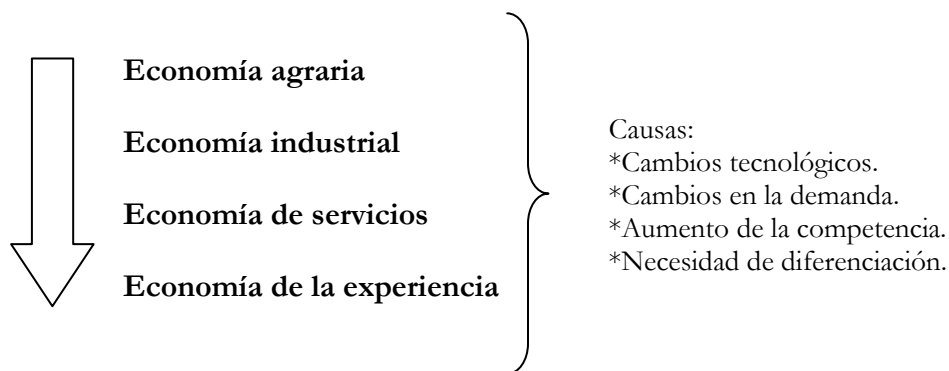 Economía agraria
Economía industrial
Economía de servicios
Economía de la experiencia
Causas:
*Cambios tecnológicos.
*Cambios en la demanda.
*Aumento de la competencia.
*Necesidad de diferenciación.